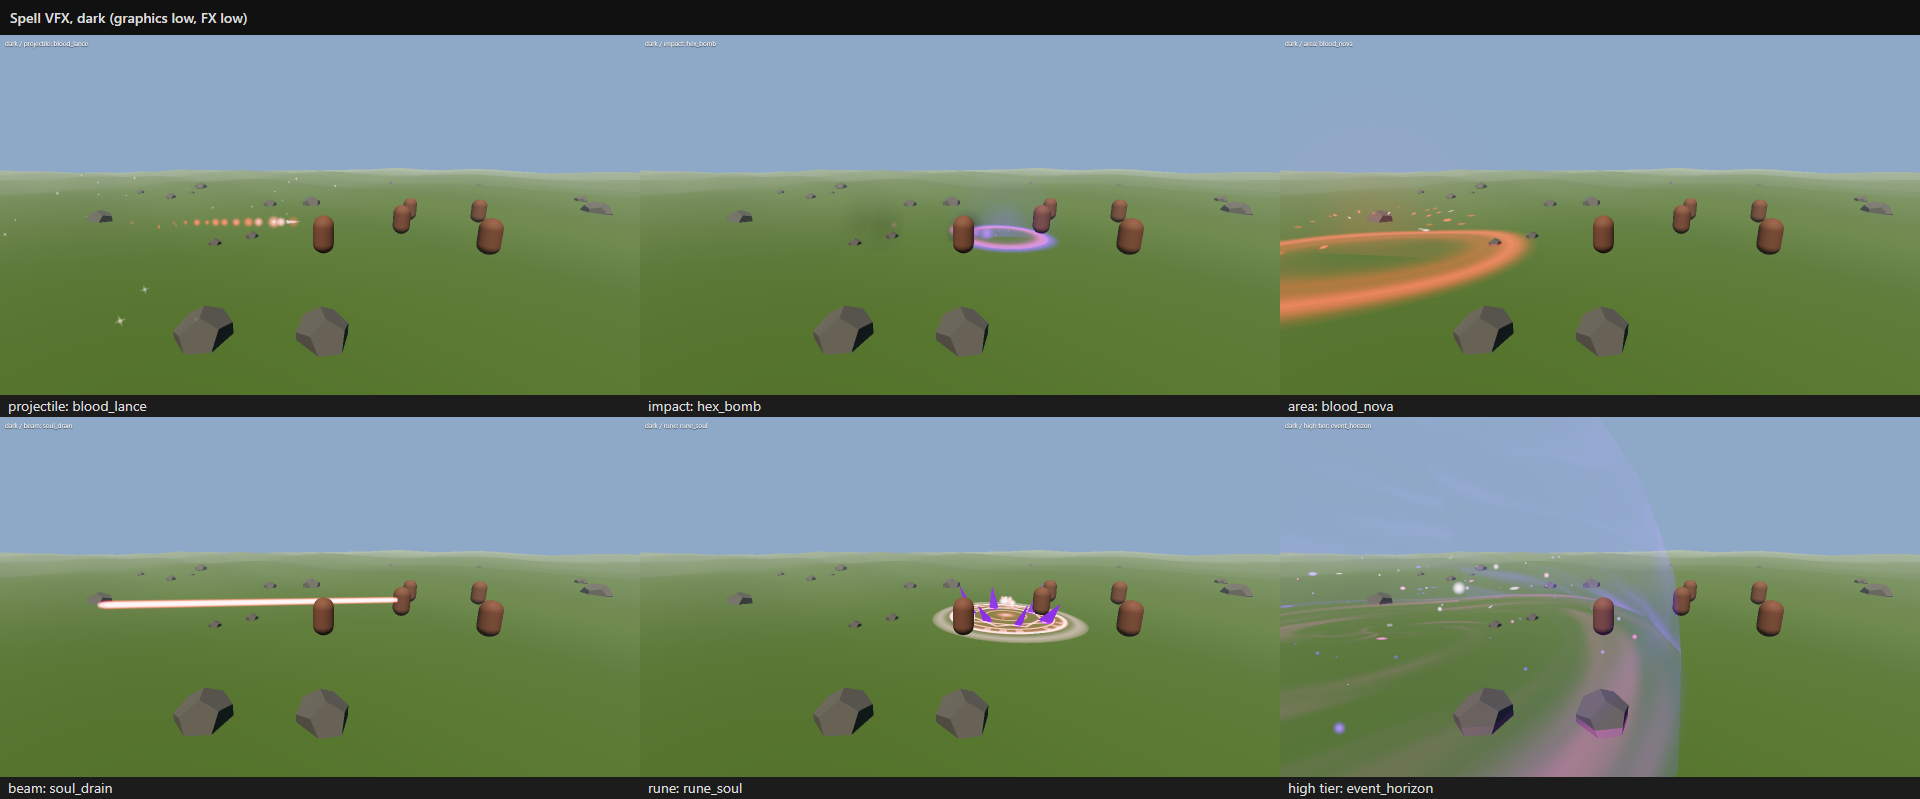 Spell VFX, dark (graphics low, FX low)
dark / projectile: blood_lance
dark / impact: hex_bomb
dark / area: blood_nova
projectile: blood_lance
impact: hex_bomb
area: blood_nova
dark / beam: soul_drain
dark / rune: rune_soul
dark / high tier: event_horizon
beam: soul_drain
rune: rune_soul
high tier: event_horizon